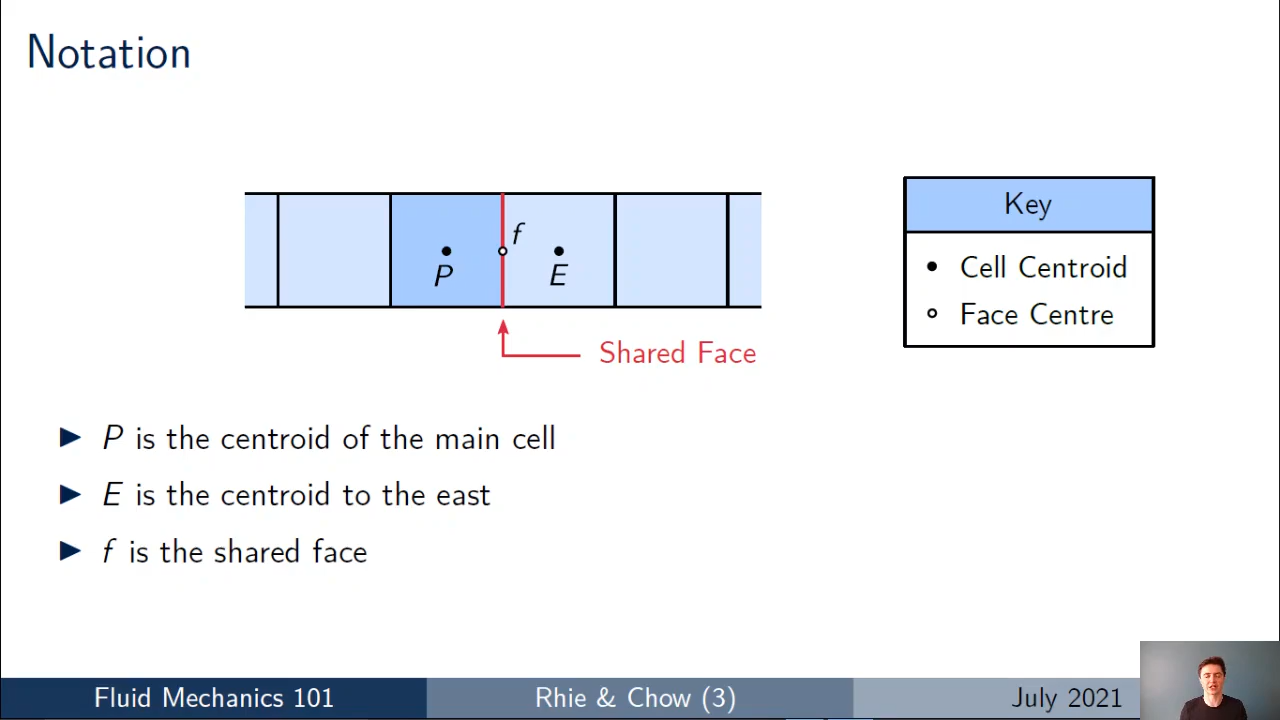 Notation
f
P
E
Shared Face
Key
Cell Centroid
Face Centre
P is the centroid of the main cell
E is the centroid to the east
f is the shared face
Fluid Mechanics 101
Rhie & Chow (3)
July 2021